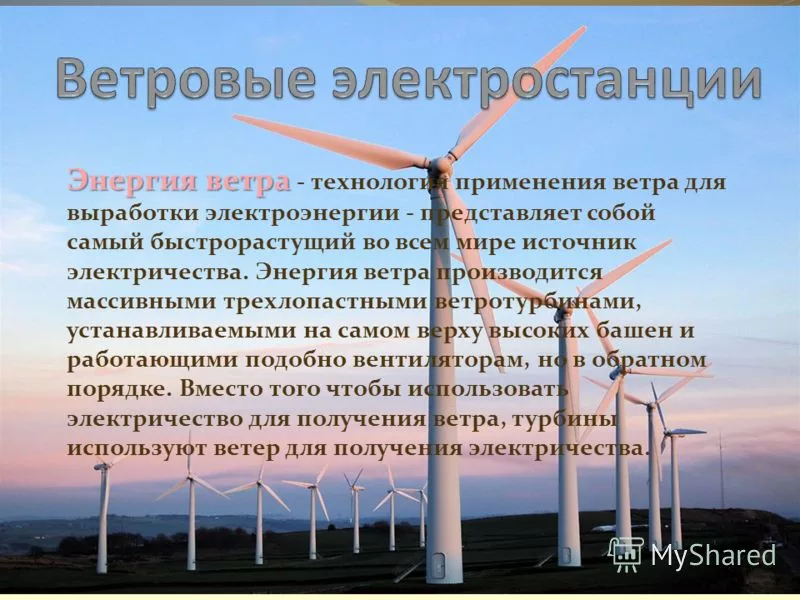 Ветровые электростанции
Энергия ветра - технология применения ветра для
выработки электроэнергии - представляет собой
самый быстрорастущий во всем мире источник
электричества. Энергия ветра производится
массивными трехлопастными ветротурбинами,
устанавливаемыми на самом верху высоких башен и
работающими подобно вентиляторам, но в обратном
порядке. Вместо того чтобы использовать
электричество для получения ветра, турбины
используют ветер для получения электричества.
MyShared